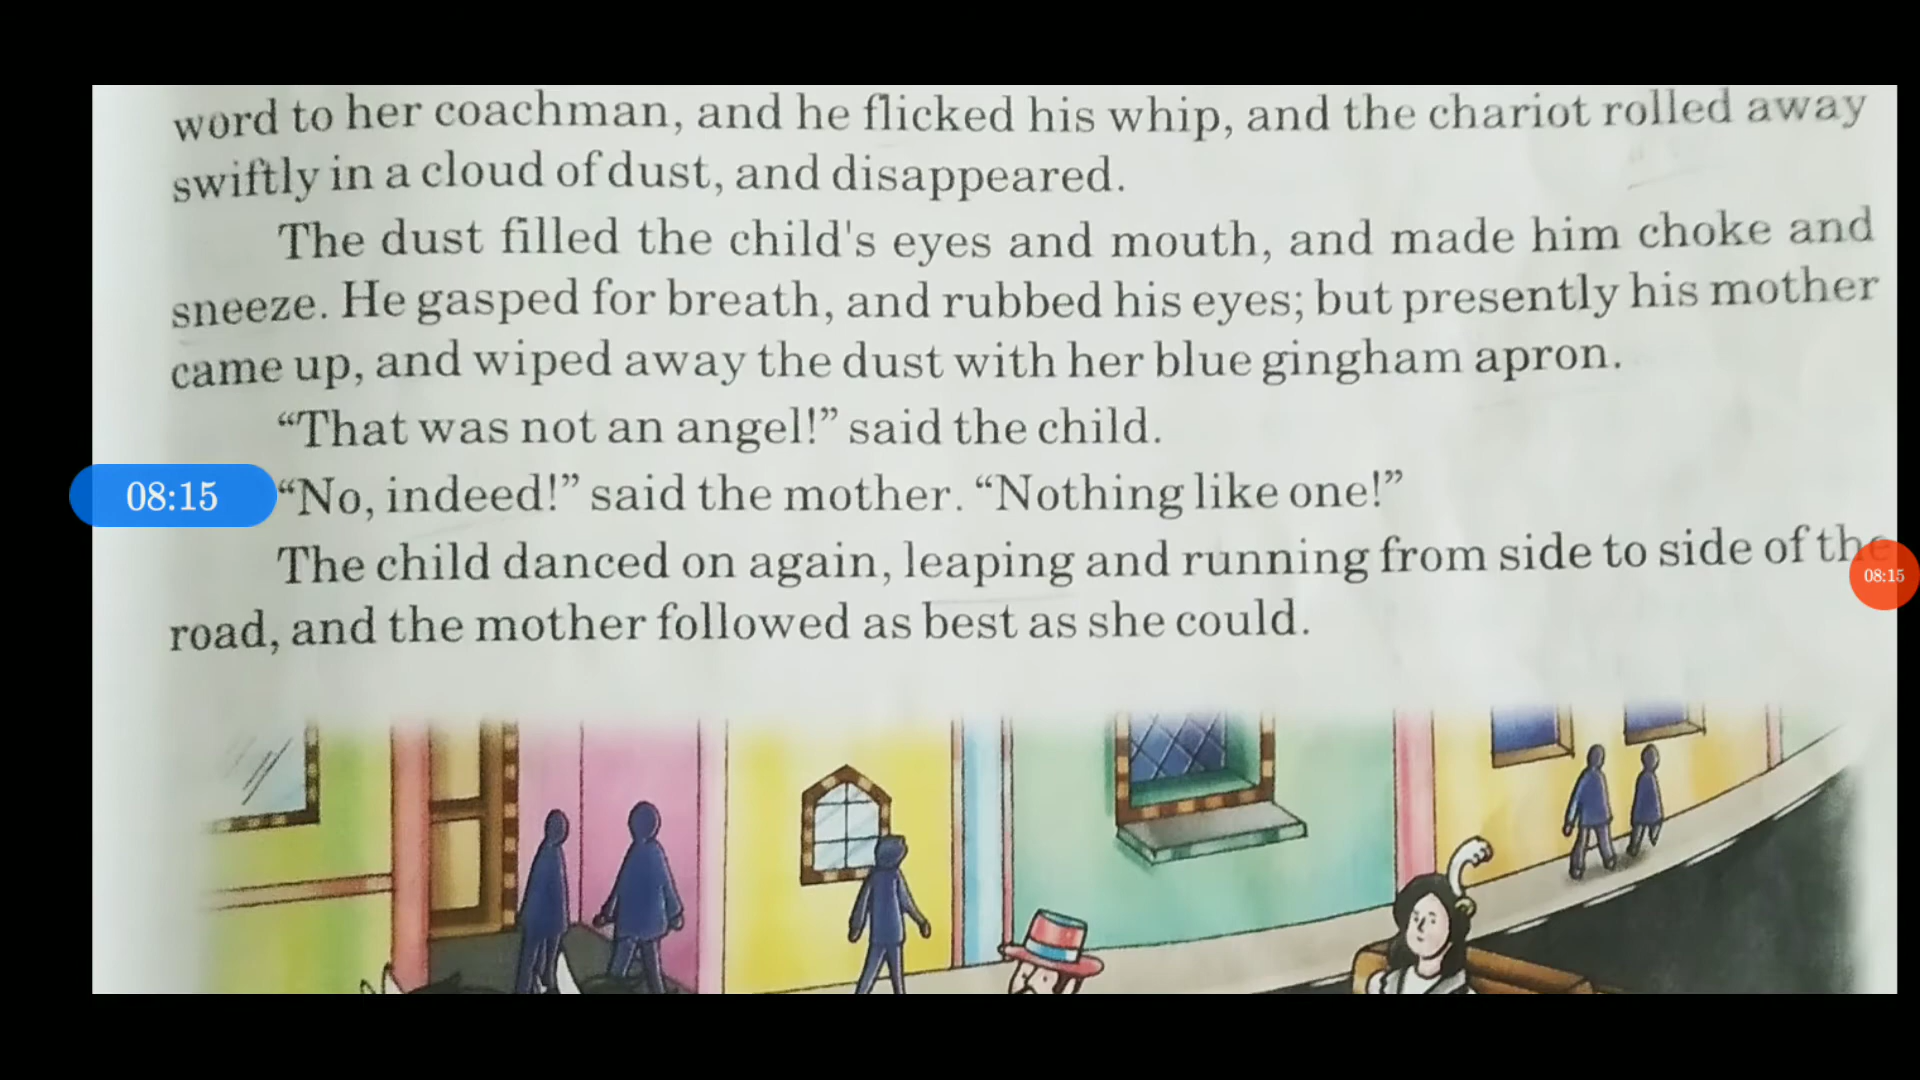 word to her coachman, and he flicked his whip, and the chariot rolled away
swiftly in a cloud of dust, and disappeared.
The dust filled the child's eyes and mouth, and made him choke and
sneeze. He gasped for breath, and rubbed his eyes; but presently his mother
came up, and wiped away the dust with her blue gingham apron.
“That was not an angel!” said the child.
08:15
“No, indeed!” said the mother. “Nothing like one!”
The child danced on again, leaping and running from side to side of the
08:15
road, and the mother followed as best as she could.